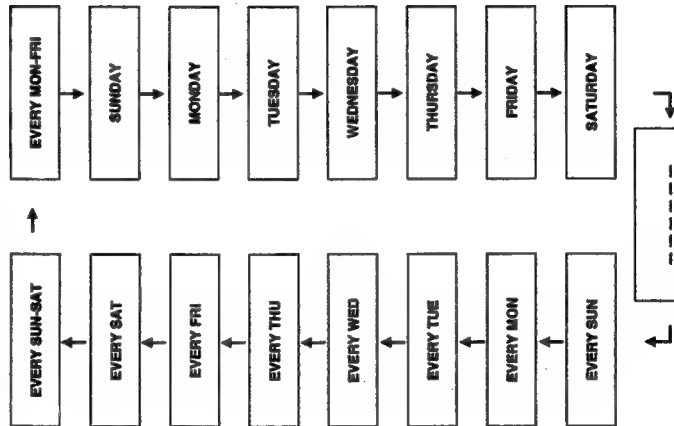 EVERY MON-FRI
SUNDAY
MONDAY
TUESDAY
WEDNESDAY
THURSDAY
FRIDAY
SATURDAY
EVERY SUN-SAT
EVERY SAT
EVERY FRI
EVERY THU
EVERY WED
EVERY TUE
EVERY MON
EVERY SUN